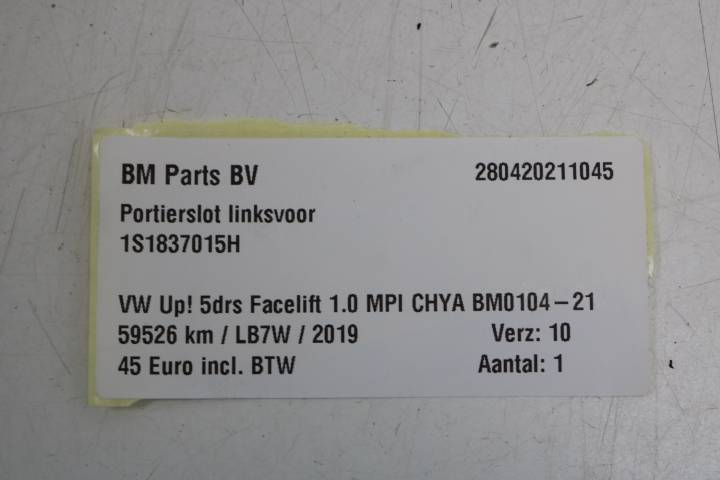 BM Parts BV 280420211045
Portierslot linksvoor
1S1837015H
VW Up! 5drs Facelift 1.0 MPI CHYA BM0104-21
59526 km / LB7W / 2019 Verz: 10
45 Euro incl. BTW Aantal: 1